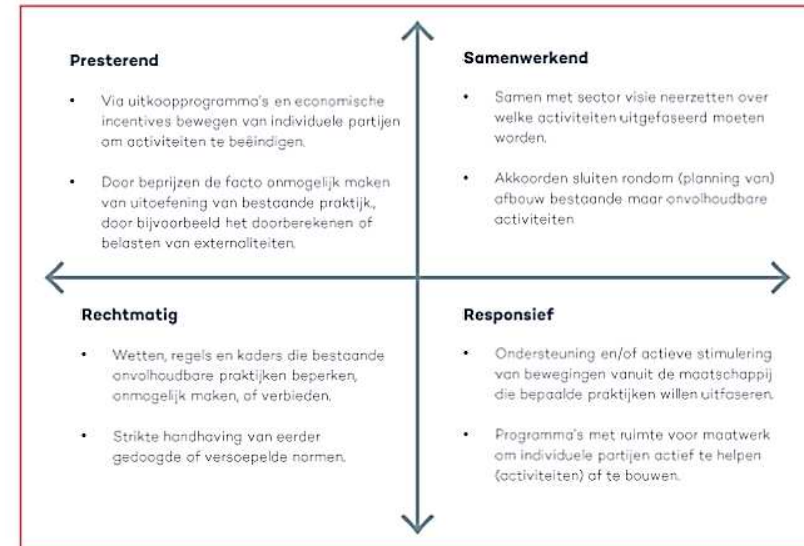 Presterend
• Via uitkoopprogramma's en economische
incentives bewegen van individuele partijen
om activiteiten te beëindigen.
• Door beprijzen de facto onmogelijk maken
van uitoefening van bestaande praktijk,
door bijvoorbeeld het doorberekenen of
belasten van externaliteiten.
Samenwerkend
• Samen met sector visie neerzetten over
welke activiteiten uitgefaseerd moeten
worden.
• Akkoorden sluiten rondom (planning van)
afbouw bestaande maar onvolhoudbare
activiteiten
Rechtmatig
• Wetten, regels en kaders die bestaande
onvolhoudbare praktijken beperken,
onmogelijk maken, of verbieden.
• Strikte handhaving van eerder
gedoogde of versoepelde normen.
Responsief
• Ondersteuning en/of actieve stimulering
van bewegingen vanuit de maatschappij
die bepaalde praktijken willen uitfaseren.
• Programma's met ruimte voor maatwerk
om individuele partijen actief te helpen
(activiteiten) af te bouwen.